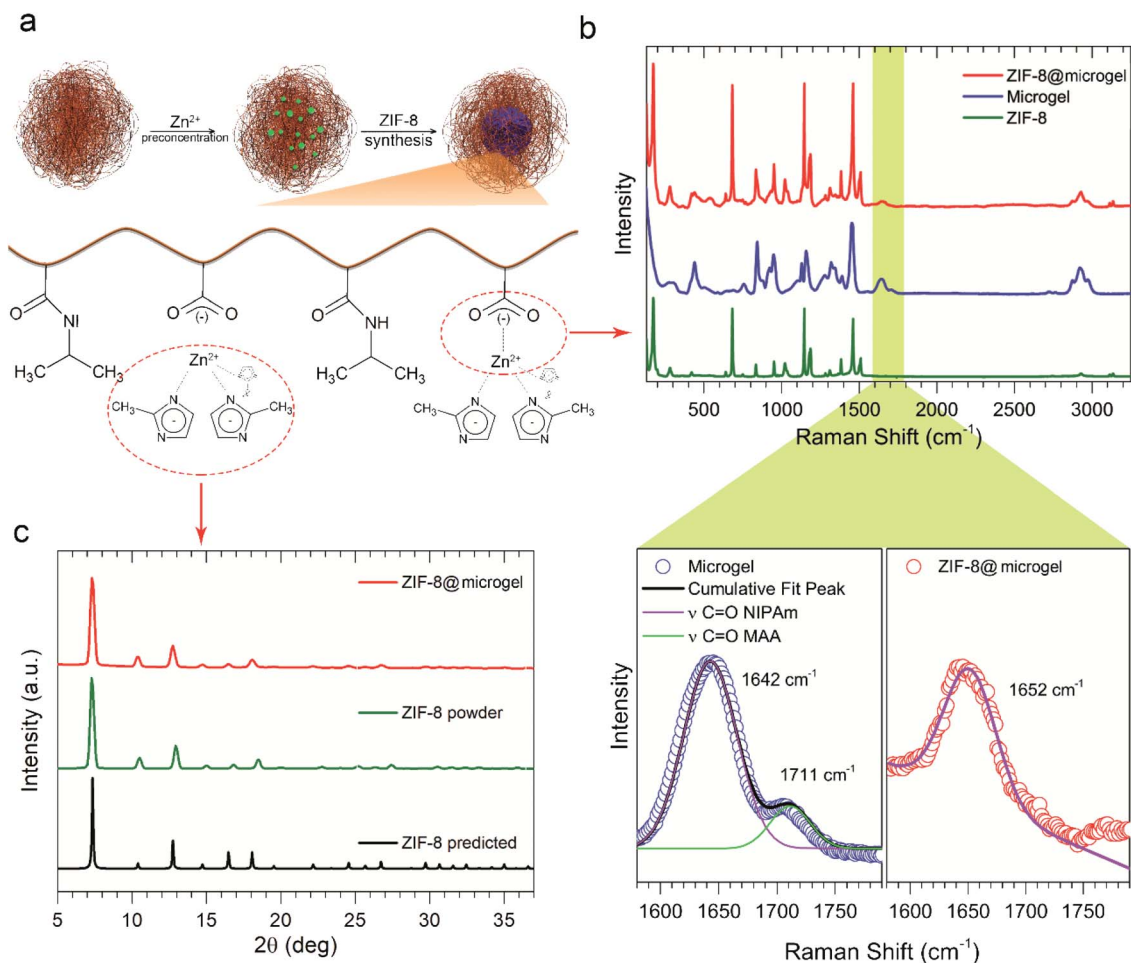 a
Zn2+
preconcentration
ZIF-8
synthesis
O
NI
H3C
CH3
O
O
(-)
Zn2+
CH3
N
N
-
N
N
-
CH3
O
NH
H3C
CH3
O
O
(-)
Zn2+
CH3
N
N
-
N
N
-
CH3
b
ZIF-8@microgel
Microgel
ZIF-8
Intensity
500 1000 1500 2000 2500 3000
Raman Shift (cm-1)
Microgel
Cumulative Fit Peak
ν C=O NIPAm
ν C=O MAA
1642 cm-1
1711 cm-1
ZIF-8@ microgel
1652 cm-1
Intensity
1600 1650 1700 1750
1600 1650 1700 1750
Raman Shift (cm-1)
c
ZIF-8@microgel
ZIF-8 powder
ZIF-8 predicted
Intensity (a.u.)
5 10 15 20 25 30 35
2θ (deg)